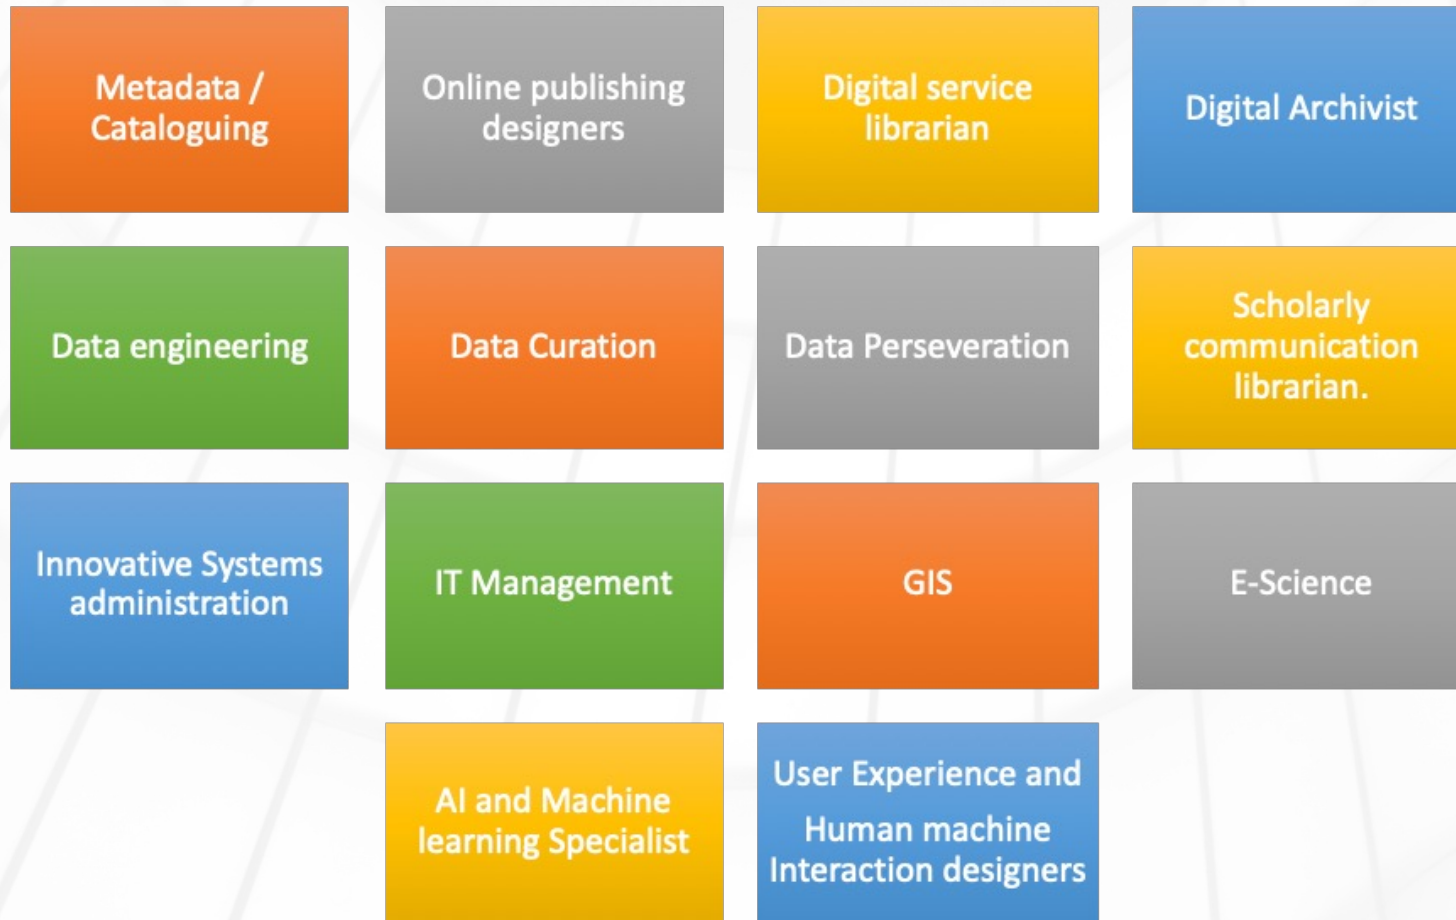 Metadata /
Cataloguing
Online publishing
designers
Digital service
librarian
Digital Archivist
Data engineering
Data Curation
Data Perseveration
Scholarly
communication
librarian.
Innovative Systems
administration
IT Management
GIS
E-Science
AI and Machine
learning Specialist
User Experience and
Human machine
Interaction designers